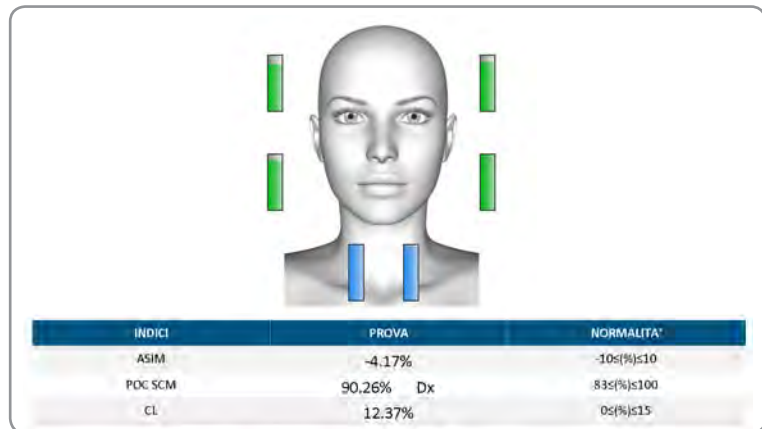 INDICI PROVA NORMALITA'
ASIM -4.17% -10≤(%)≤10
POC SCM 90.26% Dx 83≤(%)≤100
CL 12.37% 0≤(%)≤15